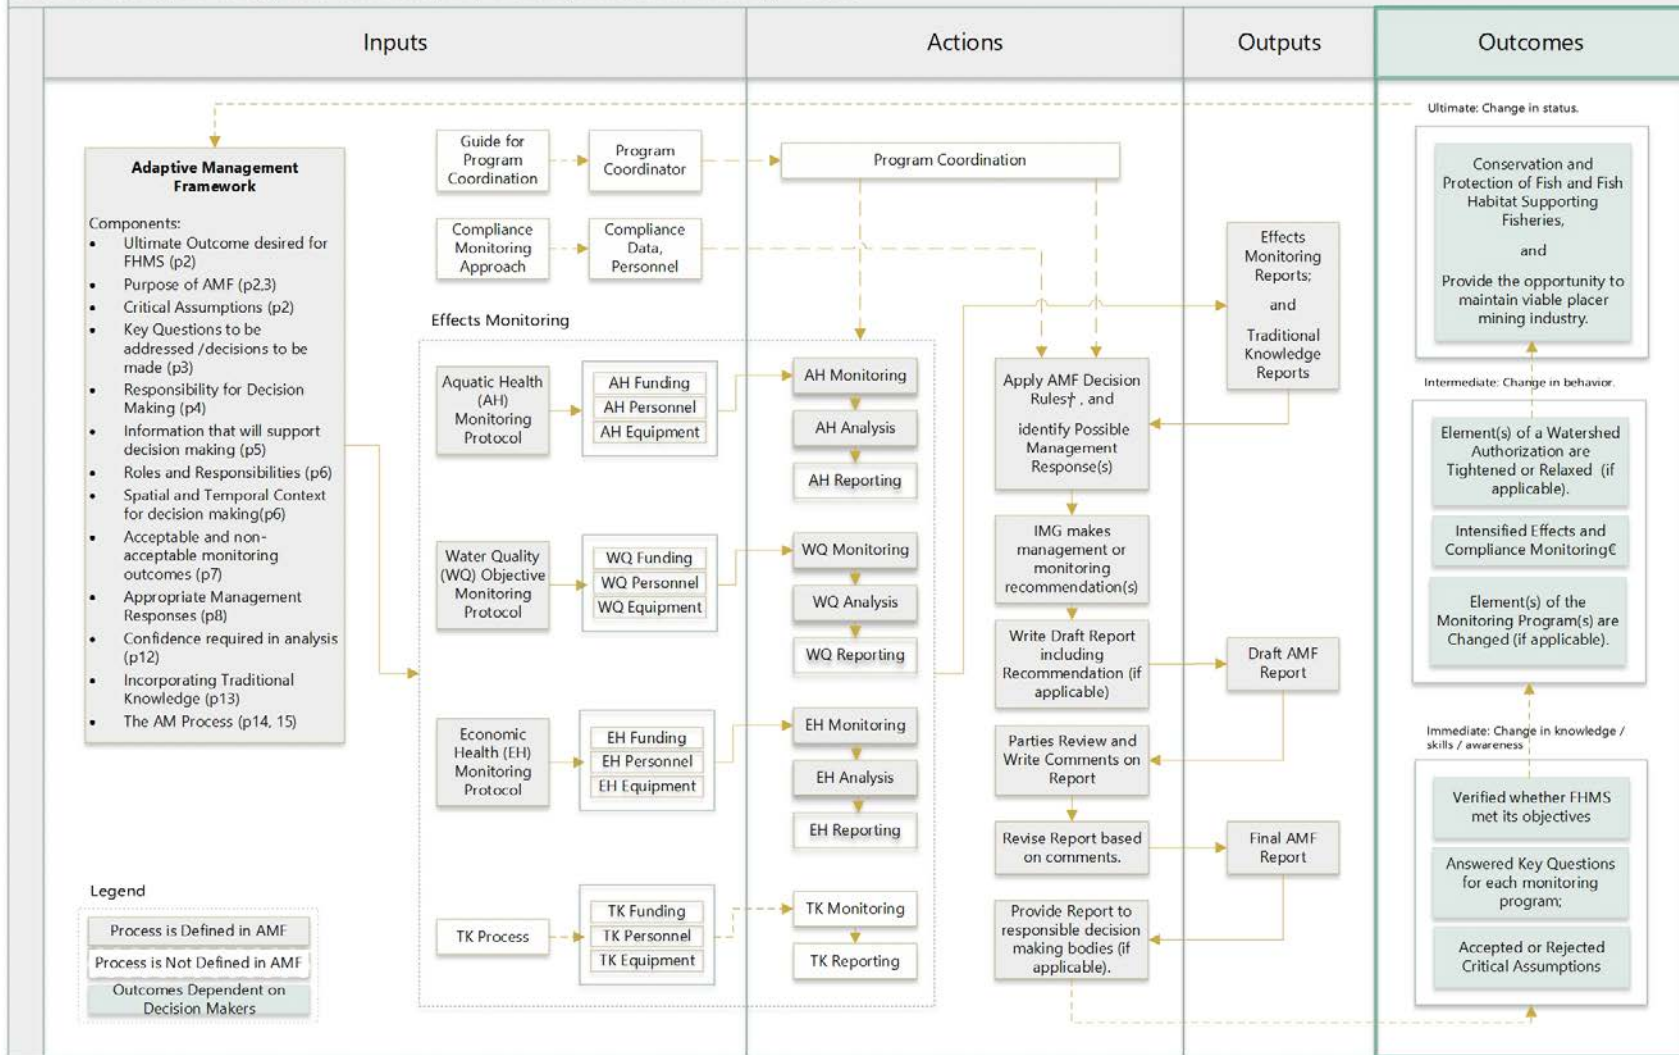 Inputs
Actions
Outputs
Outcomes
Adaptive Management
Framework
Components:
• Ultimate Outcome desired for
FHMS (p2)
• Purpose of AMF (p2,3)
• Critical Assumptions (p2)
• Key Questions to be
addressed /decisions to be
made (p3)
• Responsibility for Decision
Making (p4)
• Information that will support
decision making (p5)
• Roles and Responsibilities (p6)
• Spatial and Temporal Context
for decision making(p6)
• Acceptable and non-
acceptable monitoring
outcomes (p7)
• Appropriate Management
Responses (p8)
• Confidence required in analysis
(p12)
• Incorporating Traditional
Knowledge (p13)
• The AM Process (p14, 15)
Legend
Process is Defined in AMF
Process is Not Defined in AMF
Outcomes Dependent on
Decision Makers
Guide for
Program
Coordination
Program
Coordinator
Program Coordination
Compliance
Monitoring
Approach
Compliance
Data,
Personnel
Effects Monitoring
Aquatic Health
(AH)
Monitoring
Protocol
AH Funding
AH Personnel
AH Equipment
AH Monitoring
AH Analysis
AH Reporting
Water Quality
(WQ) Objective
Monitoring
Protocol
WQ Funding
WQ Personnel
WQ Equipment
WQ Monitoring
WQ Analysis
WQ Reporting
Economic
Health (EH)
Monitoring
Protocol
EH Funding
EH Personnel
EH Equipment
EH Monitoring
EH Analysis
EH Reporting
TK Process
TK Funding
TK Personnel
TK Equipment
TK Monitoring
TK Reporting
Apply AMF Decision
Rules† , and
identify Possible
Management
Response(s)
IMG makes
management or
monitoring
recommendation(s)
Write Draft Report
including
Recommendation (if
applicable)
Parties Review and
Write Comments on
Report
Revise Report based
on comments.
Provide Report to
responsible decision
making bodies (if
applicable).
Effects
Monitoring
Reports;
and
Traditional
Knowledge
Reports
Draft AMF
Report
Final AMF
Report
Ultimate: Change in status.
Conservation and
Protection of Fish and Fish
Habitat Supporting
Fisheries,
and
Provide the opportunity to
maintain viable placer
mining industry.
Intermediate: Change in behavior.
Element(s) of a Watershed
Authorization are
Tightened or Relaxed (if
applicable).
Intensified Effects and
Compliance Monitoring€
Element(s) of the
Monitoring Program(s) are
Changed (if applicable).
Immediate: Change in knowledge /
skills / awareness
Verified whether FHMS
met its objectives
Answered Key Questions
for each monitoring
program;
Accepted or Rejected
Critical Assumptions